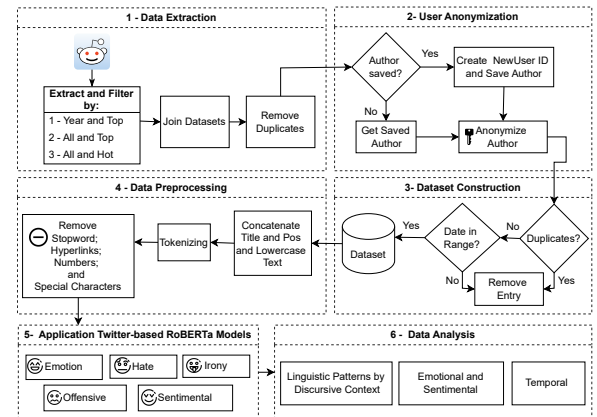 1 - Data Extraction
Extract and Filter
by:
1 - Year and Top
2 - All and Top
3 - All and Hot
Join Datasets
Remove
Duplicates
2- User Anonymization
Author
saved?
Yes
No
Create NewUser ID
and Save Author
Get Saved
Author
Anonymize
Author
3- Dataset Construction
Duplicates?
No
Yes
Date in
Range?
Yes
No
Remove
Entry
Dataset
4 - Data Preprocessing
Concatenate
Title and Pos
and Lowercase
Text
Tokenizing
Remove
Stopword;
Hyperlinks;
Numbers;
and
Special Characters
5- Application Twitter-based RoBERTa Models
Emotion
Hate
Irony
Offensive
Sentimental
6 - Data Analysis
Linguistic Patterns by
Discursive Context
Emotional and
Sentimental
Temporal